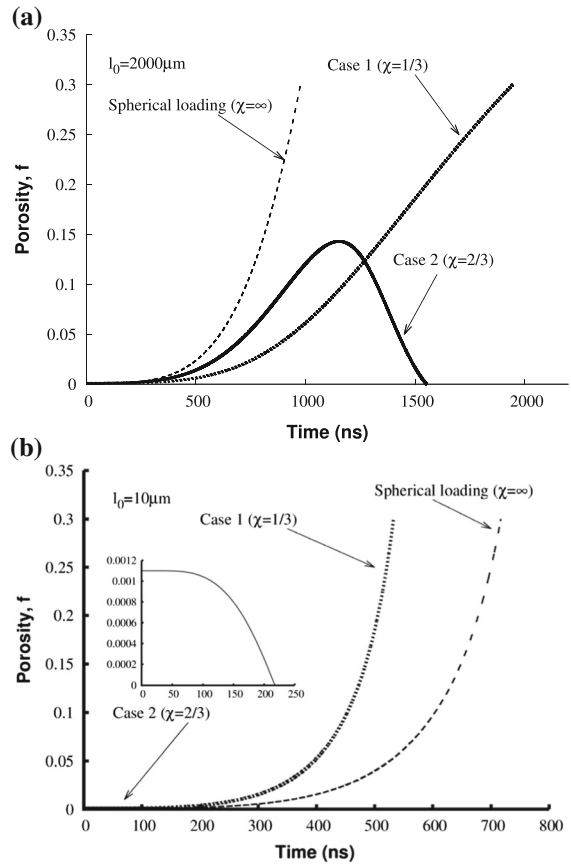 (a)
0.35
l₀=2000μm
Case 1 (χ=1/3)
0.3
Spherical loading (χ=∞)
0.25
0.2
0.15
Case 2 (χ=2/3)
0.1
0.05
0
Porosity, f
0 500 1000 1500 2000
Time (ns)
(b)
0.35
l₀=10μm
Spherical loading (χ=∞)
Case 1 (χ=1/3)
0.3
0.25
0.2
0.15
0.1
0.05
0
Porosity, f
0.0012
0.001
0.0008
0.0006
0.0004
0.0002
0
0 50 100 150 200 250
Case 2 (χ=2/3)
0 100 200 300 400 500 600 700 800
Time (ns)